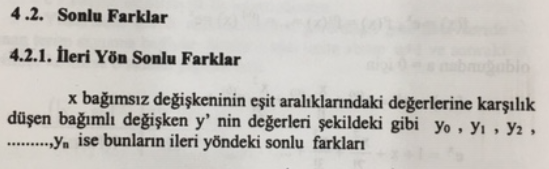 4.2. Sonlu Farklar
4.2.1. İleri Yön Sonlu Farklar
x bağımsız değişkeninin eşit aralıklarındaki değerlerine karşılık
düşen bağımlı değişken y' nin değerleri şekildeki gibi y₀ , y₁ , y₂ ,
.........,yₙ ise bunların ileri yöndeki sonlu farkları